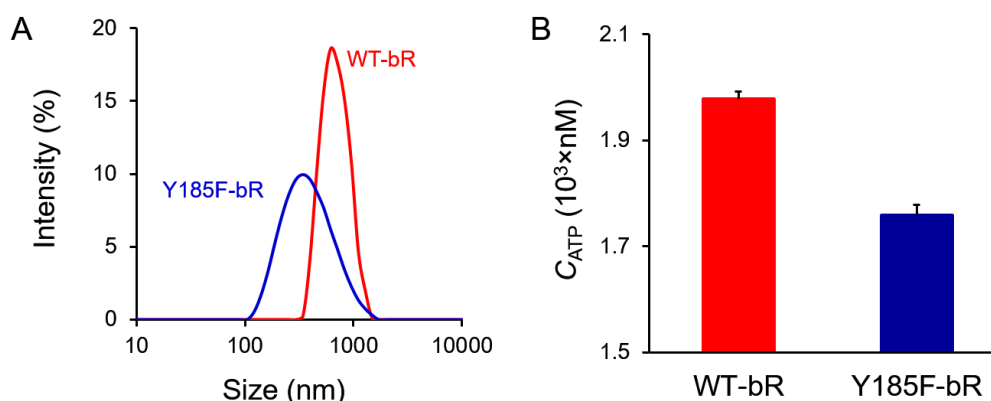 A
20
15
10
5
0
Intensity (%)
WT-bR
Y185F-bR
10
100
1000
10000
Size (nm)
B
2.1
1.9
1.7
1.5
C_ATP (10³×nM)
WT-bR
Y185F-bR